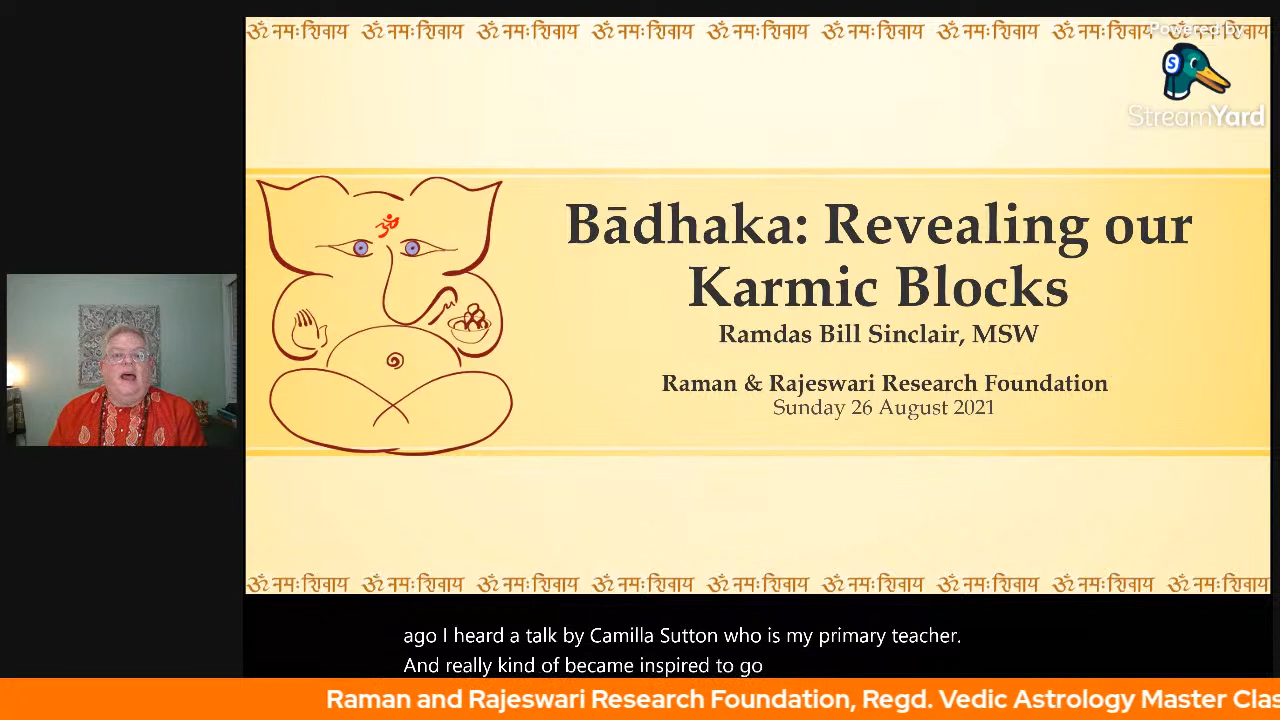 ॐ नमः शिवाय ॐ नमः शिवाय ॐ नमः शिवाय ॐ नमः शिवाय ॐ नमः शिवाय ॐ नमः शिवाय ॐ नमः शिवाय ॐ नमः शिवाय ॐ नमः शिवाय
Powered by
S
StreamYard
ॐ
Bādhaka: Revealing our
Karmic Blocks
Ramdas Bill Sinclair, MSW
Raman & Rajeswari Research Foundation
Sunday 26 August 2021
ॐ नमः शिवाय ॐ नमः शिवाय ॐ नमः शिवाय ॐ नमः शिवाय ॐ नमः शिवाय ॐ नमः शिवाय ॐ नमः शिवाय ॐ नमः शिवाय ॐ नमः शिवाय
ago I heard a talk by Camilla Sutton who is my primary teacher.
And really kind of became inspired to go
Raman and Rajeswari Research Foundation, Regd. Vedic Astrology Master Clas